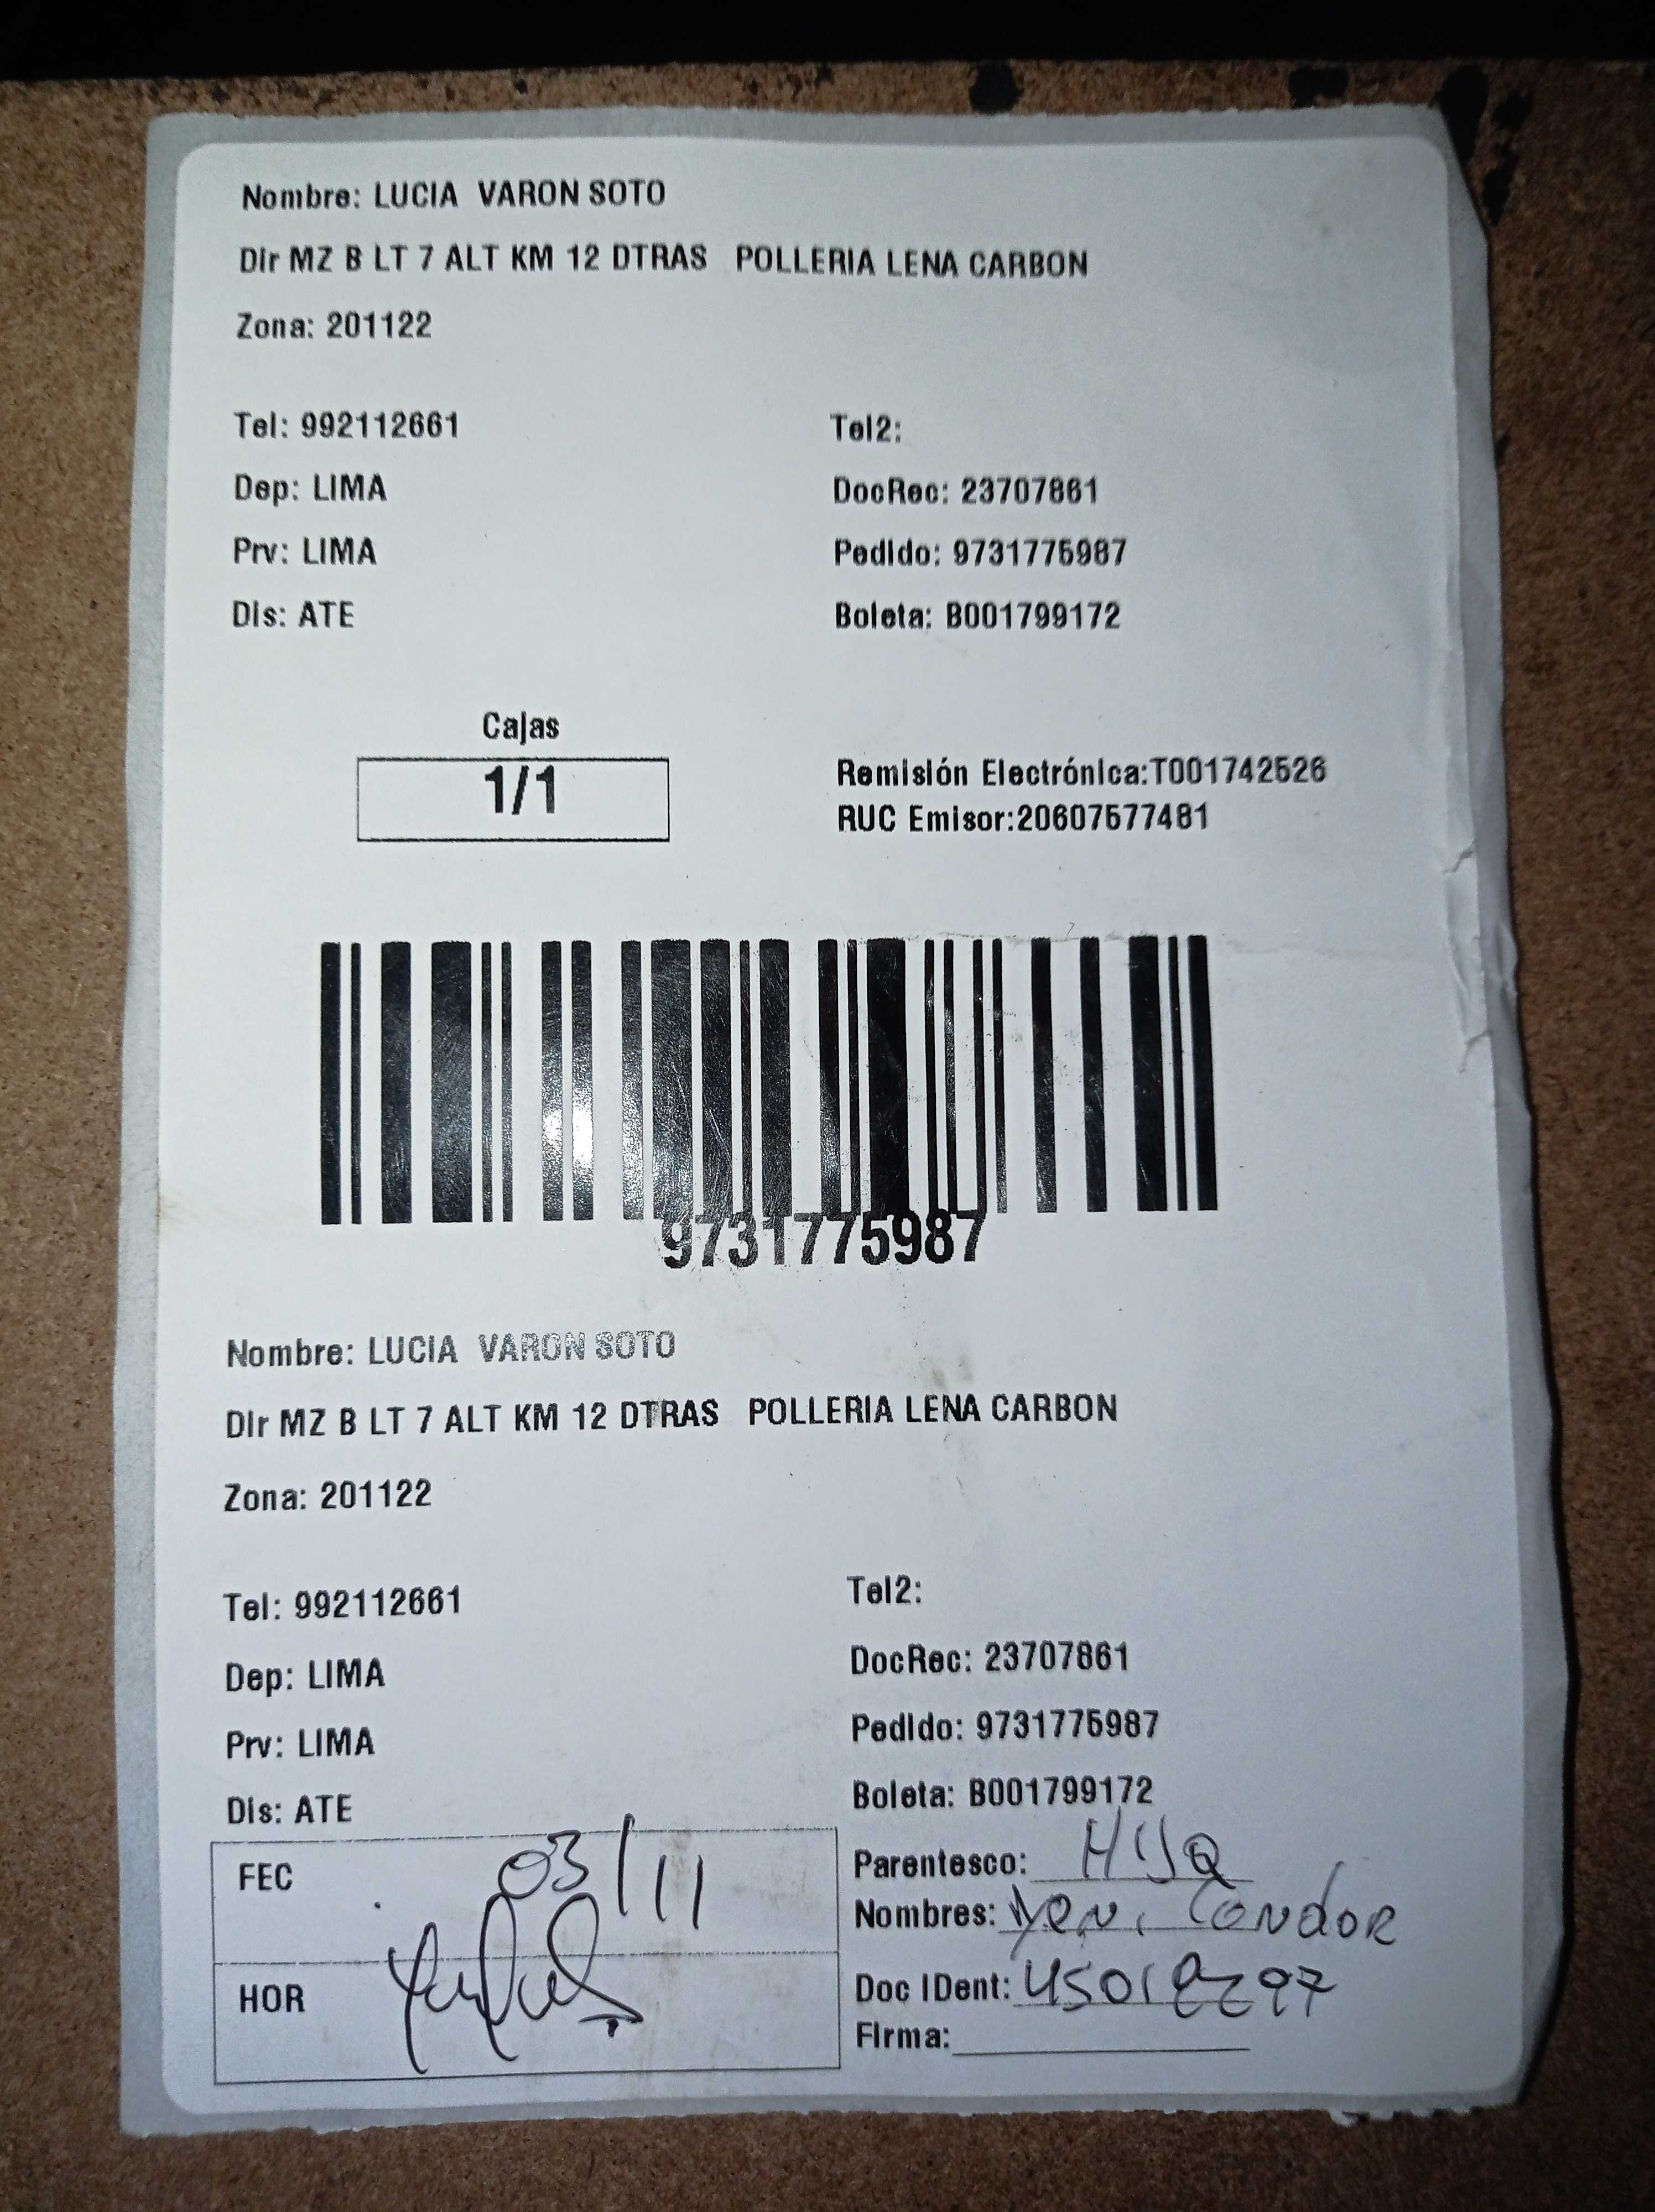 Nombre: LUCIA VARON SOTO
Dir MZ B LT 7 ALT KM 12 DTRAS POLLERIA LENA CARBON
Zona: 201122
Tel: 992112661 Tel2:
Dep: LIMA DocRec: 23707861
Prv: LIMA Pedido: 9731775987
Dis: ATE Boleta: B001799172
Cajas
1/1
Remisión Electrónica:T001742526
RUC Emisor:20607577481
9731775987
Nombre: LUCIA VARON SOTO
Dir MZ B LT 7 ALT KM 12 DTRAS POLLERIA LENA CARBON
Zona: 201122
Tel: 992112661 Tel2:
Dep: LIMA DocRec: 23707861
Prv: LIMA Pedido: 9731775987
Dis: ATE Boleta: B001799172
FEC 03/11 Parentesco: HIJA
Nombres: Condor
HOR Doc IDent:
Firma: